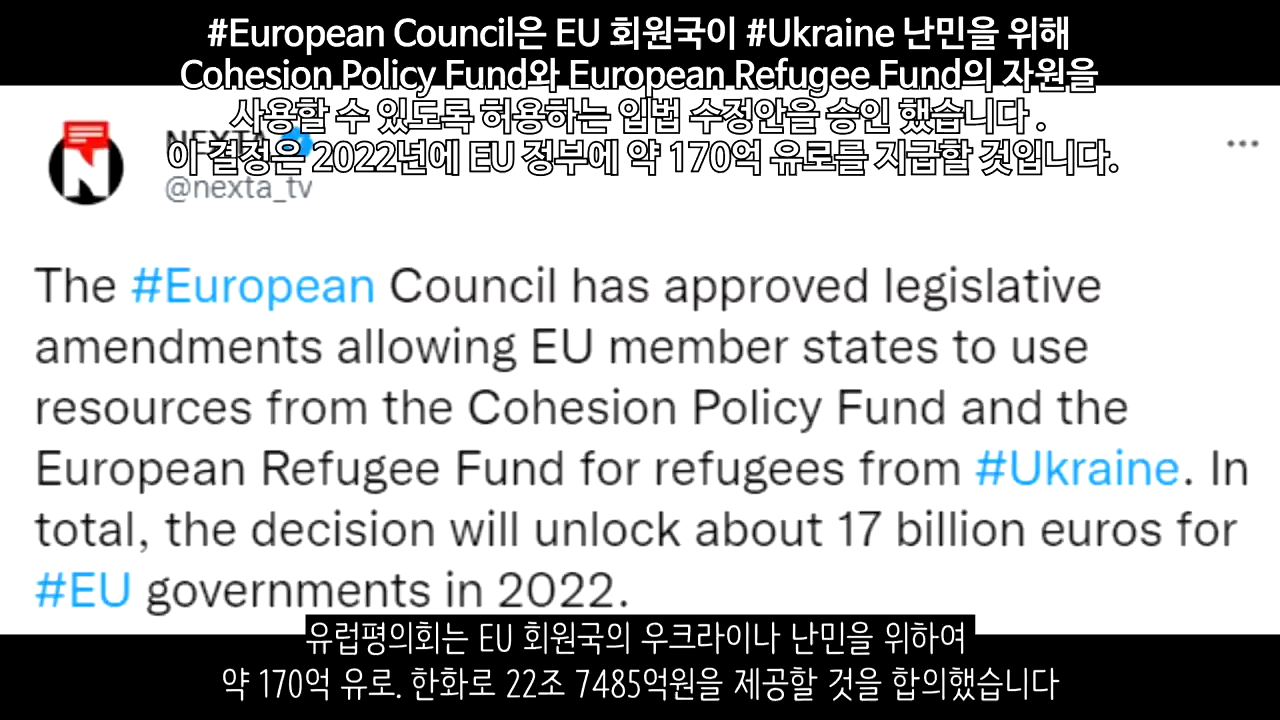 #European Council은 EU 회원국이 #Ukraine 난민을 위해
Cohesion Policy Fund와 European Refugee Fund의 자원을
사용할 수 있도록 허용하는 입법 수정안을 승인 했습니다 .
이 결정은 2022년에 EU 정부에 약 170억 유로를 지급할 것입니다.
NEXTA
@nexta_tv
The #European Council has approved legislative
amendments allowing EU member states to use
resources from the Cohesion Policy Fund and the
European Refugee Fund for refugees from #Ukraine. In
total, the decision will unlock about 17 billion euros for
#EU governments in 2022.
유럽평의회는 EU 회원국의 우크라이나 난민을 위하여
약 170억 유로. 한화로 22조 7485억원을 제공할 것을 합의했습니다